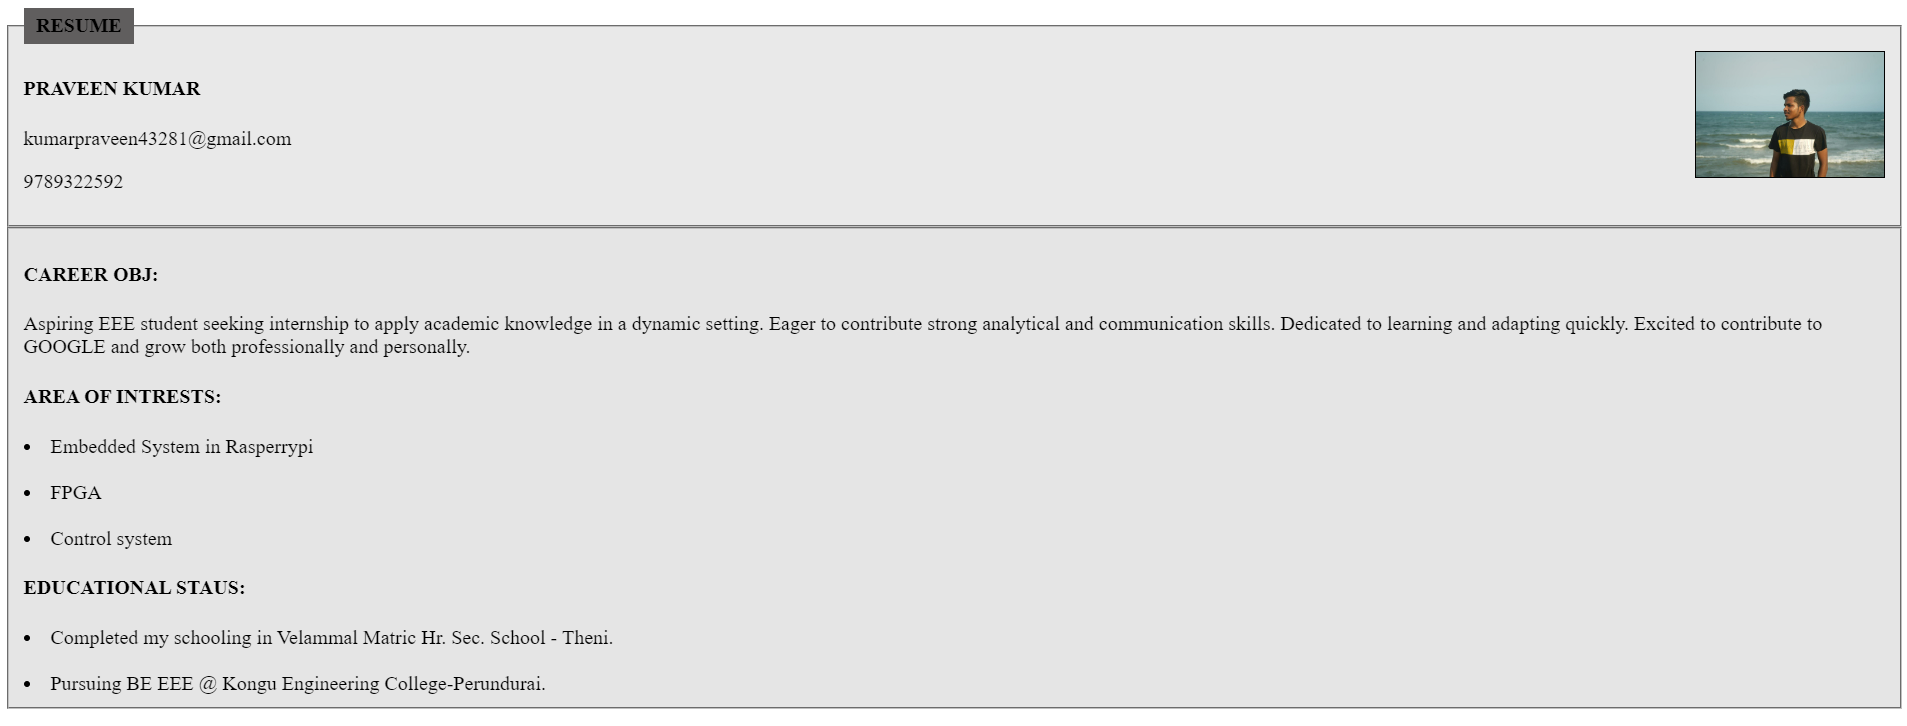 RESUME
PRAVEEN KUMAR
kumarpraveen43281@gmail.com
9789322592
CAREER OBJ:
Aspiring EEE student seeking internship to apply academic knowledge in a dynamic setting. Eager to contribute strong analytical and communication skills. Dedicated to learning and adapting quickly. Excited to contribute to
GOOGLE and grow both professionally and personally.
AREA OF INTRESTS:
• Embedded System in Rasperrypi
• FPGA
• Control system
EDUCATIONAL STAUS:
• Completed my schooling in Velammal Matric Hr. Sec. School - Theni.
• Pursuing BE EEE @ Kongu Engineering College-Perundurai.